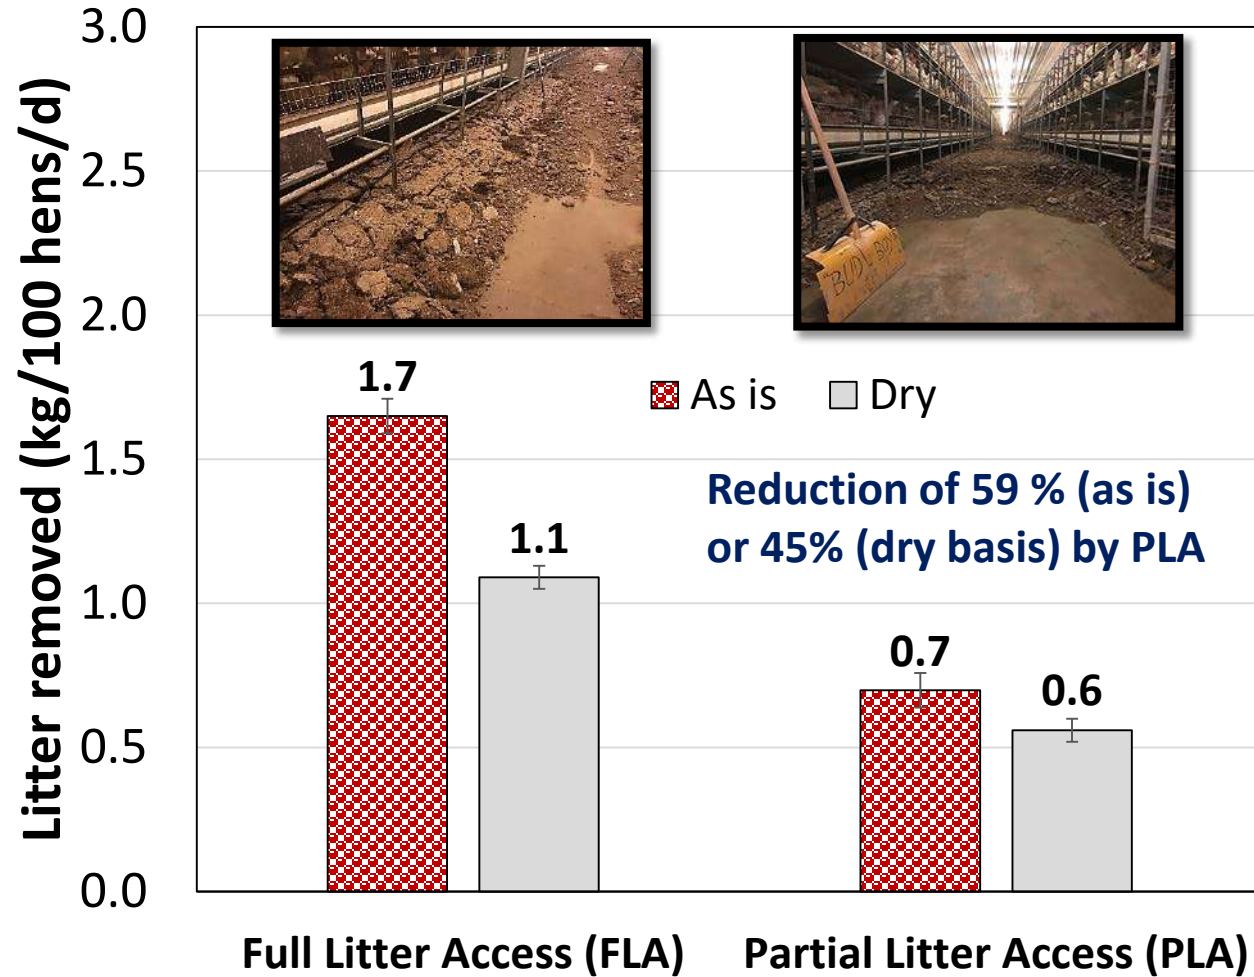 Litter removed (kg/100 hens/d)
3.0
2.5
2.0
1.5
1.0
0.5
0.0
1.7
1.1
0.7
0.6
As is
Dry
Reduction of 59 % (as is)
or 45% (dry basis) by PLA
Full Litter Access (FLA)
Partial Litter Access (PLA)